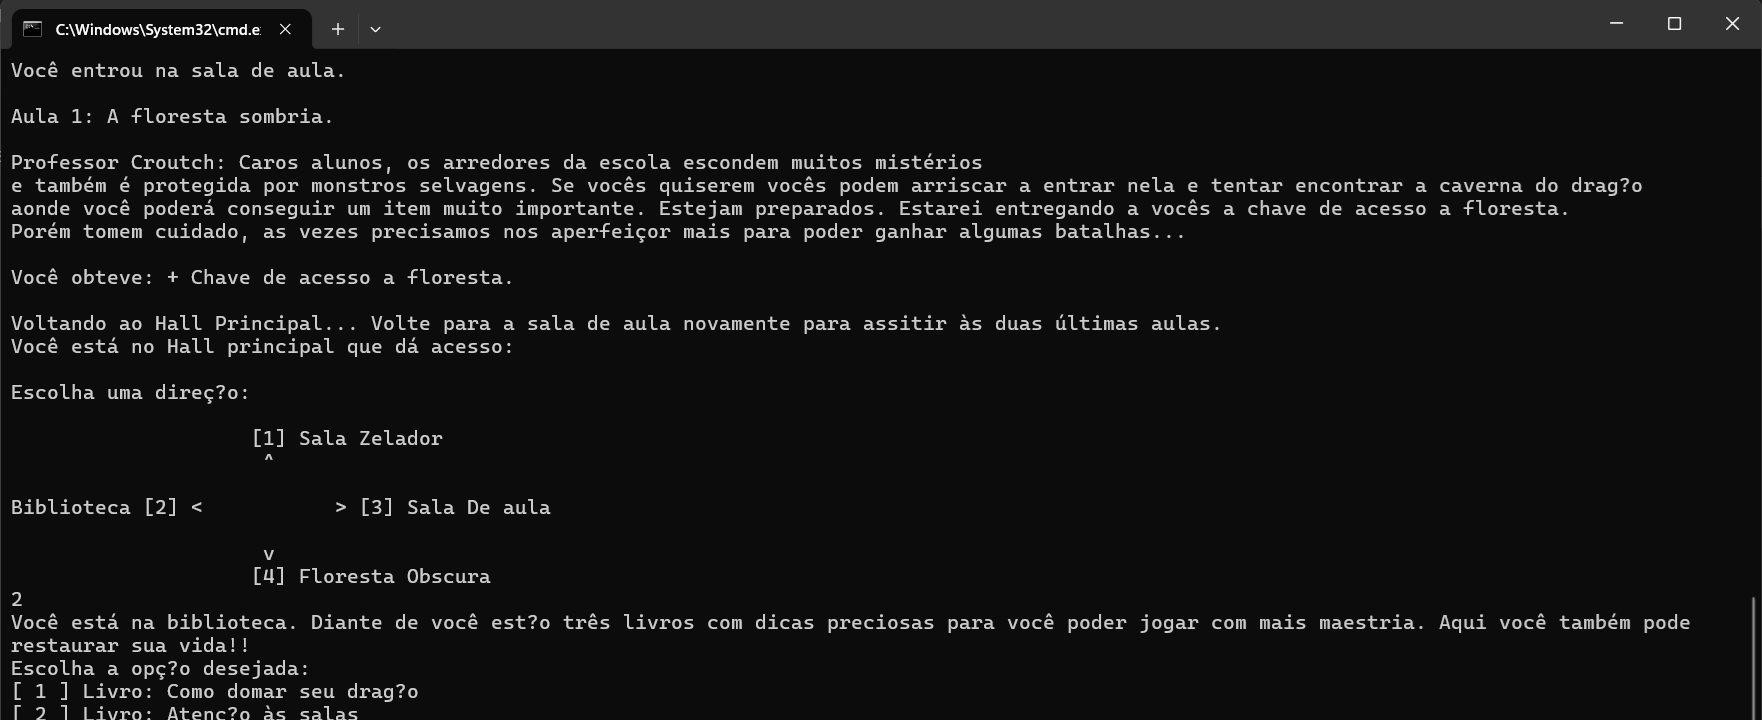 C:\Windows\System32\cmd.e
Você entrou na sala de aula.
Aula 1: A floresta sombria.
Professor Croutch: Caros alunos, os arredores da escola escondem muitos mistérios
e também é protegida por monstros selvagens. Se vocês quiserem vocês podem arriscar a entrar nela e tentar encontrar a caverna do drag?o
aonde você poderá conseguir um item muito importante. Estejam preparados. Estarei entregando a vocês a chave de acesso a floresta.
Porém tomem cuidado, as vezes precisamos nos aperfeiçor mais para poder ganhar algumas batalhas...
Você obteve: + Chave de acesso a floresta.
Voltando ao Hall Principal... Volte para a sala de aula novamente para assitir às duas últimas aulas.
Você está no Hall principal que dá acesso:
Escolha uma direç?o:
[1] Sala Zelador
^
Biblioteca [2] < > [3] Sala De aula
v
[4] Floresta Obscura
2
Você está na biblioteca. Diante de você est?o três livros com dicas preciosas para você poder jogar com mais maestria. Aqui você também pode
restaurar sua vida!!
Escolha a opç?o desejada:
[ 1 ] Livro: Como domar seu drag?o
[ 2 ] Livro: Atenç?o às salas